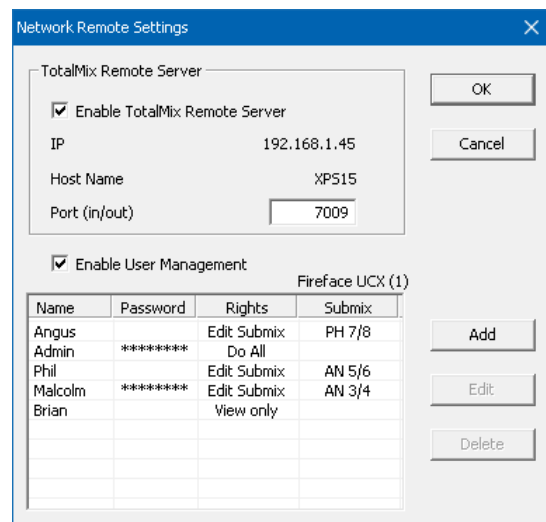 Network Remote Settings
TotalMix Remote Server
OK
Enable TotalMix Remote Server
IP 192.168.1.45
Cancel
Host Name XPS15
Port (in/out) 7009
Enable User Management
Fireface UCX (1)
Name Password Rights Submix
Angus Edit Submix PH 7/8
Add
Admin ******** Do All
Phil Edit Submix AN 5/6
Malcolm ******** Edit Submix AN 3/4
Edit
Brian View only
Delete